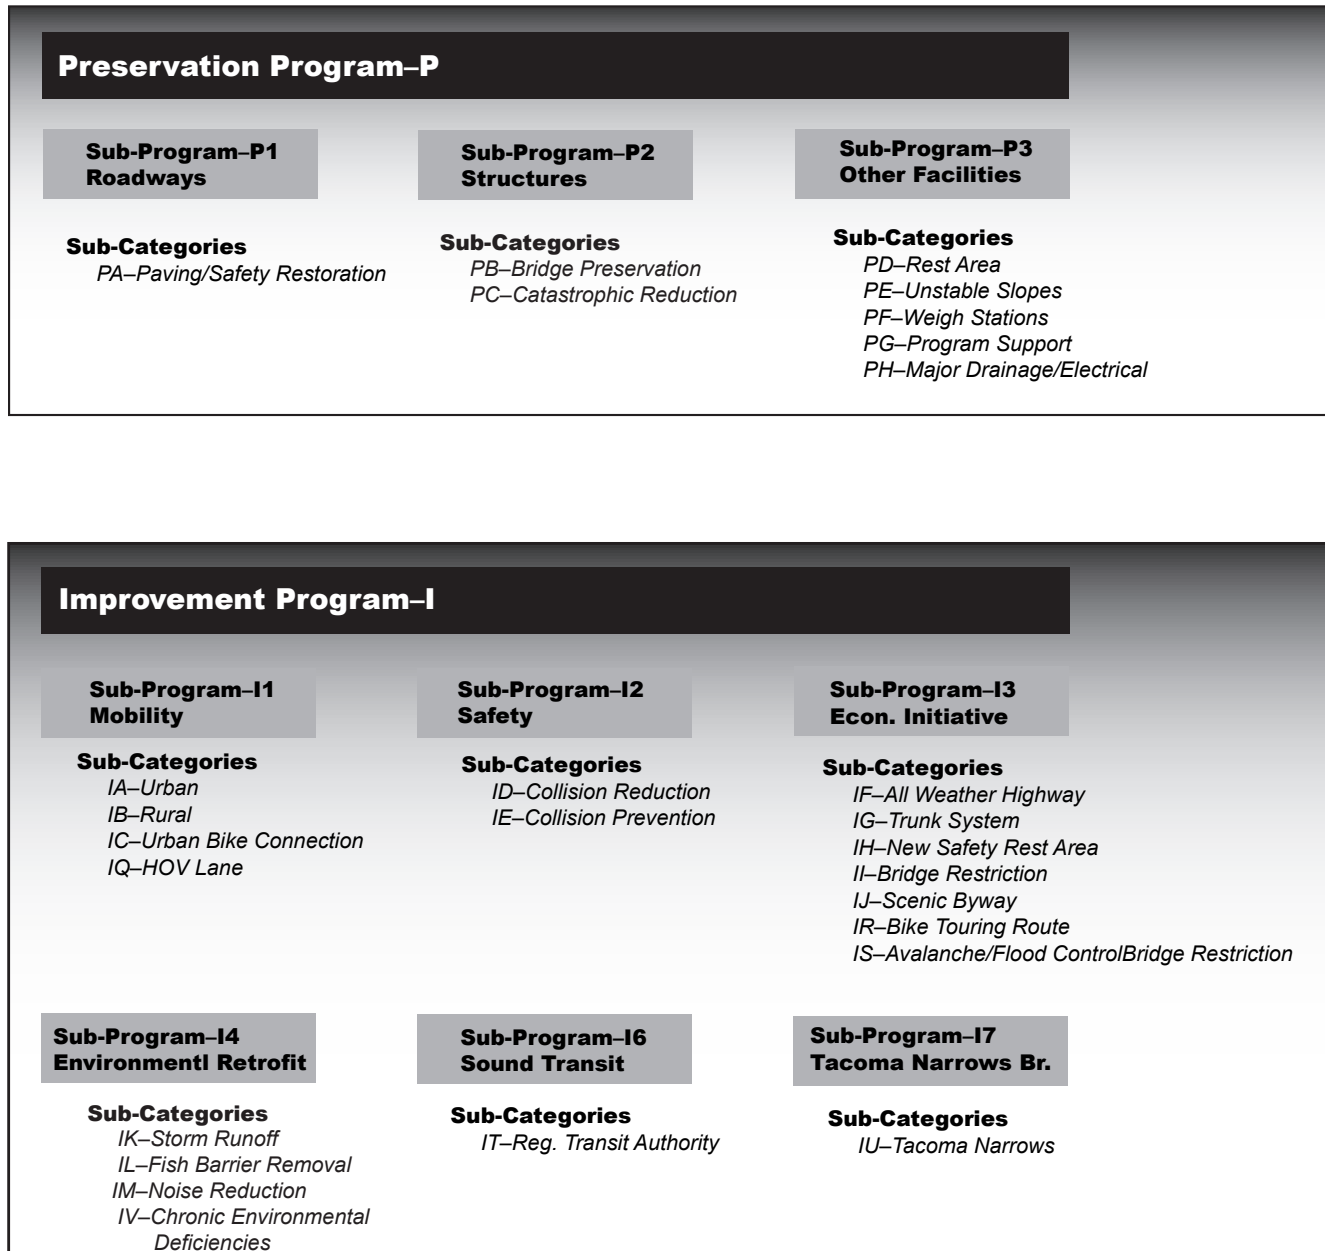 Preservation Program–P
Sub-Program–P1
Roadways
Sub-Categories
PA–Paving/Safety Restoration
Sub-Program–P2
Structures
Sub-Categories
PB–Bridge Preservation
PC–Catastrophic Reduction
Sub-Program–P3
Other Facilities
Sub-Categories
PD–Rest Area
PE–Unstable Slopes
PF–Weigh Stations
PG–Program Support
PH–Major Drainage/Electrical
Improvement Program–I
Sub-Program–I1
Mobility
Sub-Categories
IA–Urban
IB–Rural
IC–Urban Bike Connection
IQ–HOV Lane
Sub-Program–I2
Safety
Sub-Categories
ID–Collision Reduction
IE–Collision Prevention
Sub-Program–I3
Econ. Initiative
Sub-Categories
IF–All Weather Highway
IG–Trunk System
IH–New Safety Rest Area
II–Bridge Restriction
IJ–Scenic Byway
IR–Bike Touring Route
IS–Avalanche/Flood ControlBridge Restriction
Sub-Program–I4
Environmentl Retrofit
Sub-Categories
IK–Storm Runoff
IL–Fish Barrier Removal
IM–Noise Reduction
IV–Chronic Environmental
Deficiencies
Sub-Program–I6
Sound Transit
Sub-Categories
IT–Reg. Transit Authority
Sub-Program–I7
Tacoma Narrows Br.
Sub-Categories
IU–Tacoma Narrows